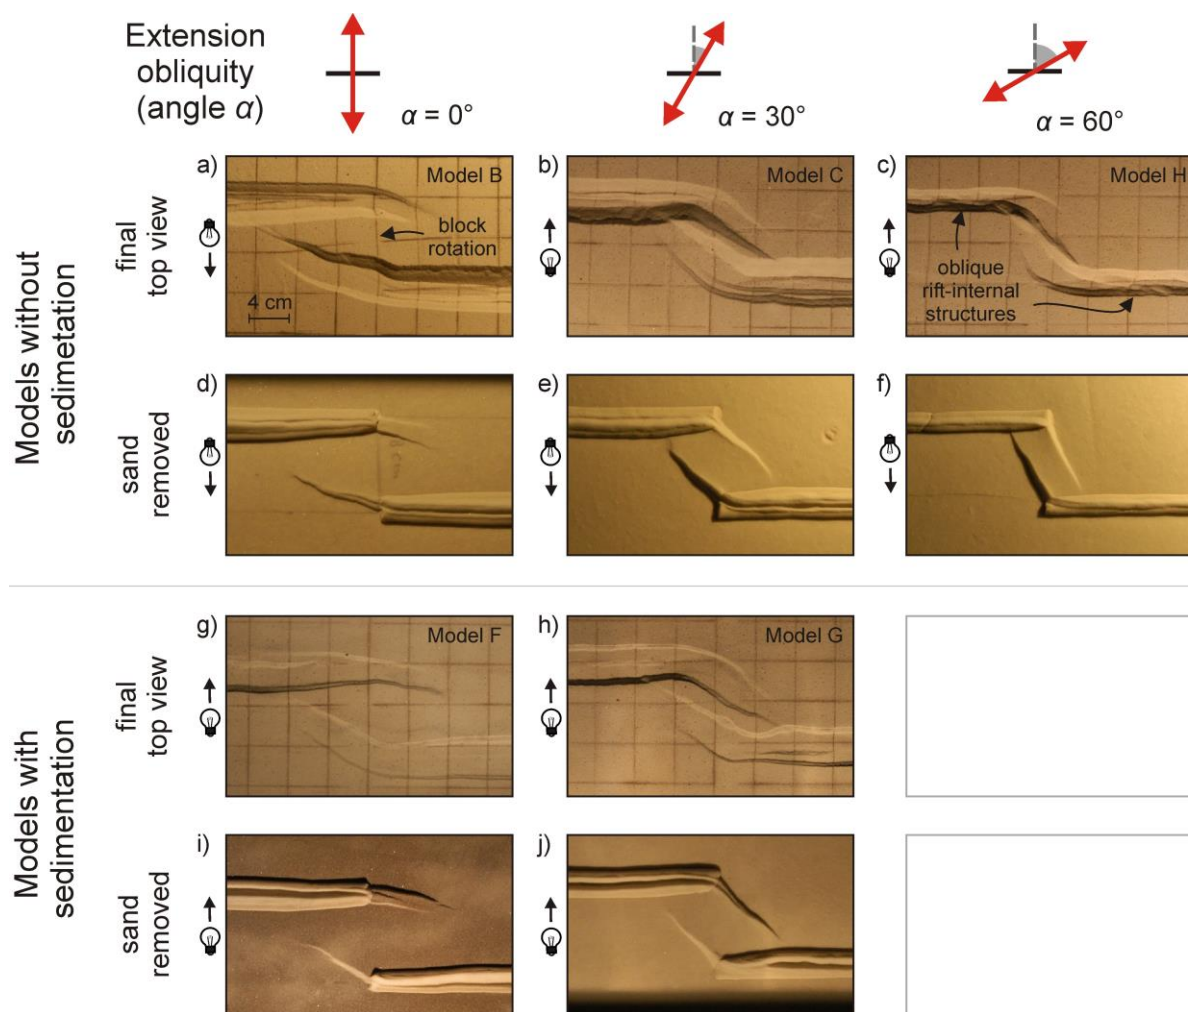 Extension
obliquity
(angle α)
α = 0°
α = 30°
α = 60°
Models without
sedimetation
final
top view
a)
Model B
block
rotation
4 cm
b)
Model C
c)
Model H
oblique
rift-internal
structures
sand
removed
d)
e)
f)
Models with
sedimentation
final
top view
g)
Model F
h)
Model G
sand
removed
i)
j)